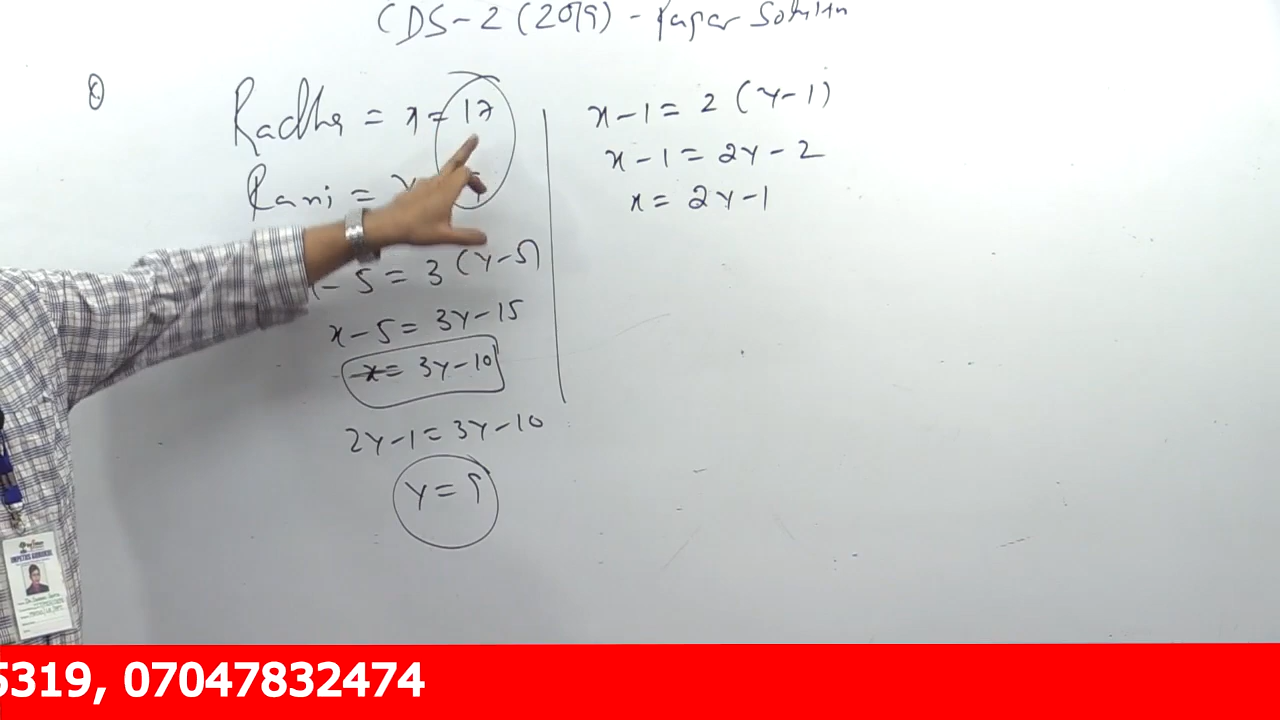 CDS-2 (2019) - Paper Solution
Q
Radha = x = 17
Rani = y
x - 5 = 3 (y - 5)
x - 5 = 3y - 15
x = 3y - 10
2y - 1 = 3y - 10
y = 9
x - 1 = 2 (y - 1)
x - 1 = 2y - 2
x = 2y - 1
5319, 07047832474